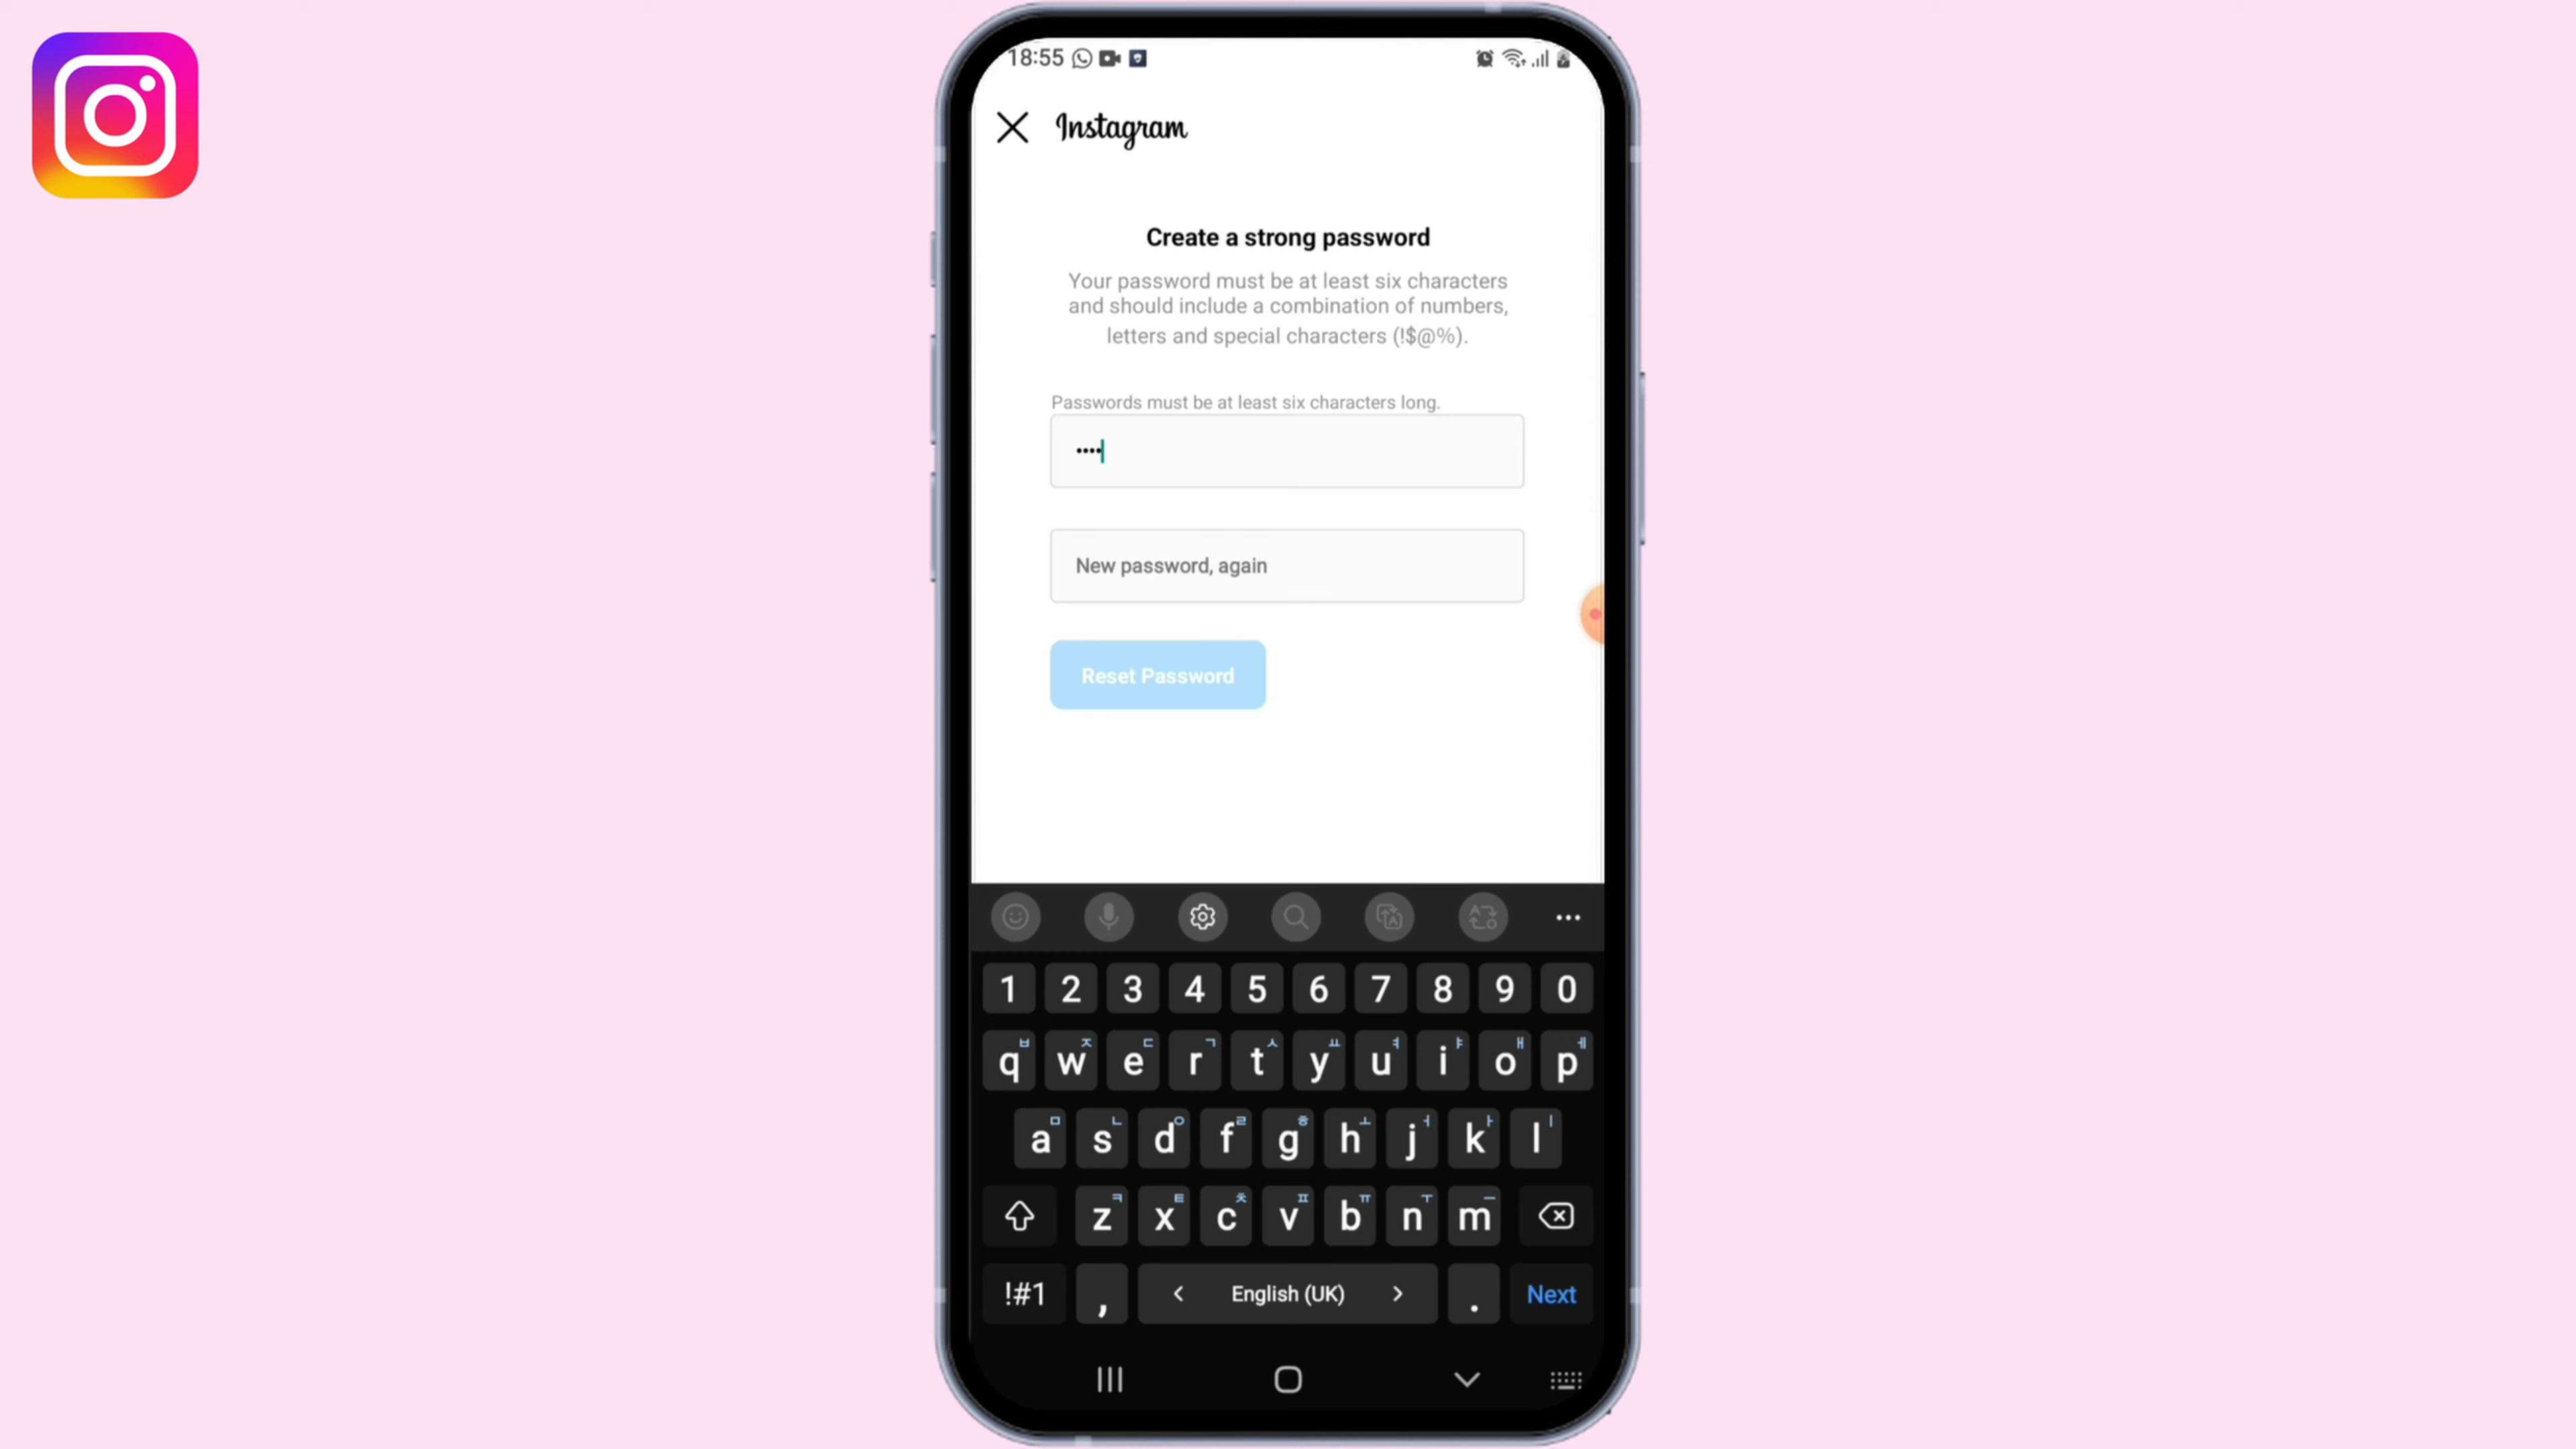 18:55
Instagram
Create a strong password
Your password must be at least six characters
and should include a combination of numbers,
letters and special characters (!$@%).
Passwords must be at least six characters long.
••••
New password, again
Reset Password
1 2 3 4 5 6 7 8 9 0
q ㅂ w ㅈ e ㄷ r ㄱ t ㅅ y ㅛ u ㅕ i ㅑ o ㅐ p ㅔ
a ㅁ s ㄴ d ㅇ f ㄹ g ㅎ h ㅗ j ㅓ k ㅏ l ㅣ
z ㅋ x ㅌ c ㅊ v ㅍ b ㅠ n ㅜ m ㅡ
!#1 , < English (UK) > . Next